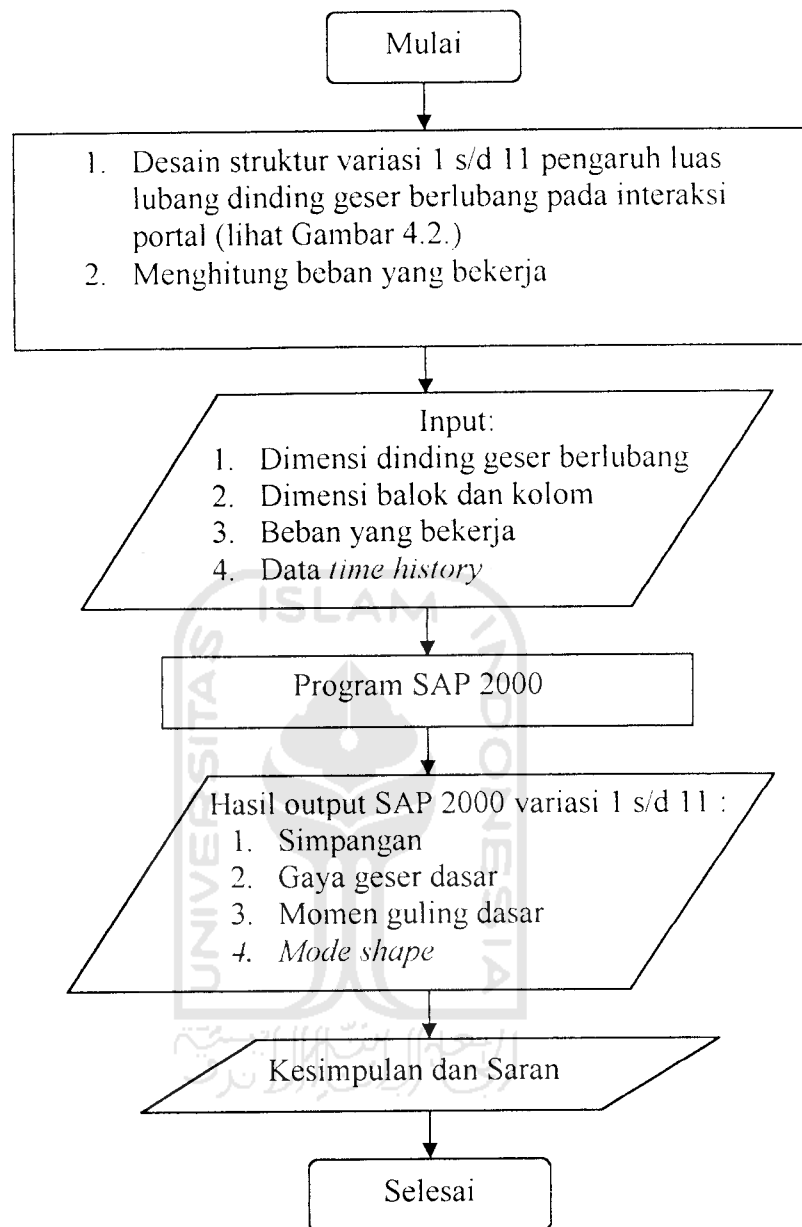 Mulai
1. Desain struktur variasi 1 s/d 11 pengaruh luas
lubang dinding geser berlubang pada interaksi
portal (lihat Gambar 4.2.)
2. Menghitung beban yang bekerja
Input:
1. Dimensi dinding geser berlubang
2. Dimensi balok dan kolom
3. Beban yang bekerja
4. Data time history
Program SAP 2000
Hasil output SAP 2000 variasi 1 s/d 11 :
1. Simpangan
2. Gaya geser dasar
3. Momen guling dasar
4. Mode shape
Kesimpulan dan Saran
Selesai
UNIVERSITAS
ISLAM
INDONESIA